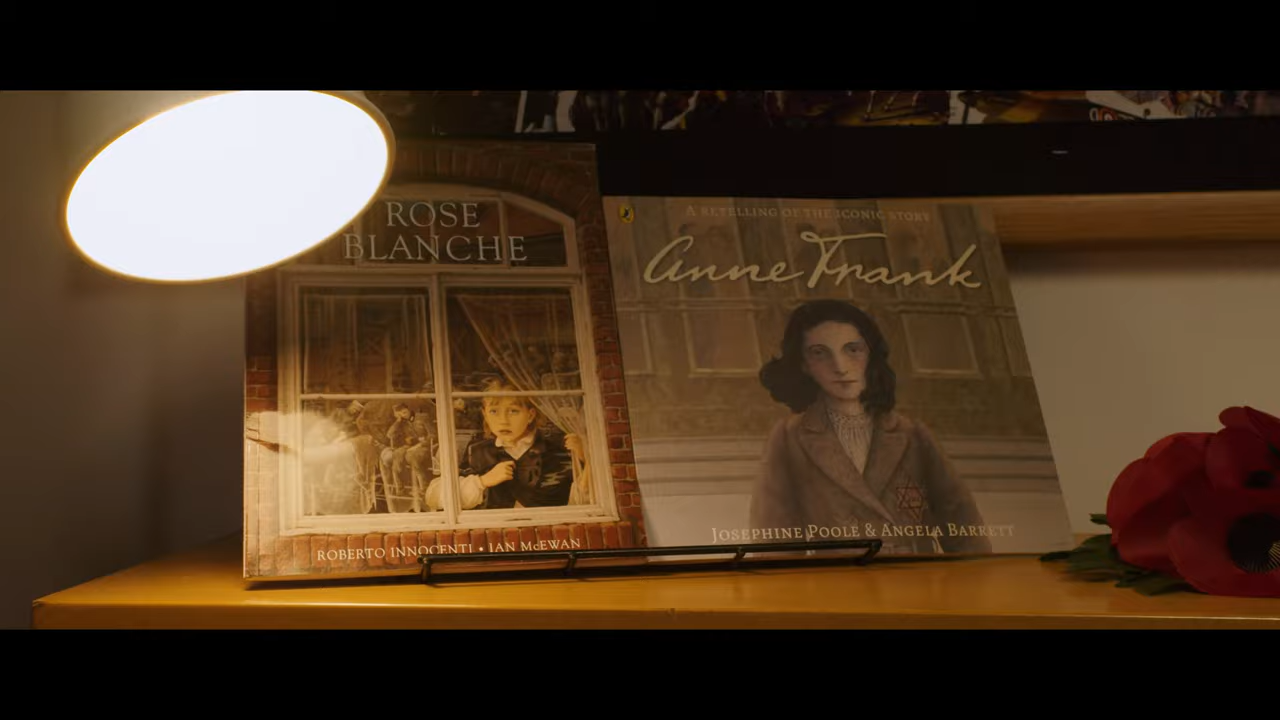 ROSE
BLANCHE
ROBERTO INNOCENTI • IAN McEWAN
A RETELLING OF THE ICONIC STORY
Anne Frank
JOSEPHINE POOLE & ANGELA BARRETT